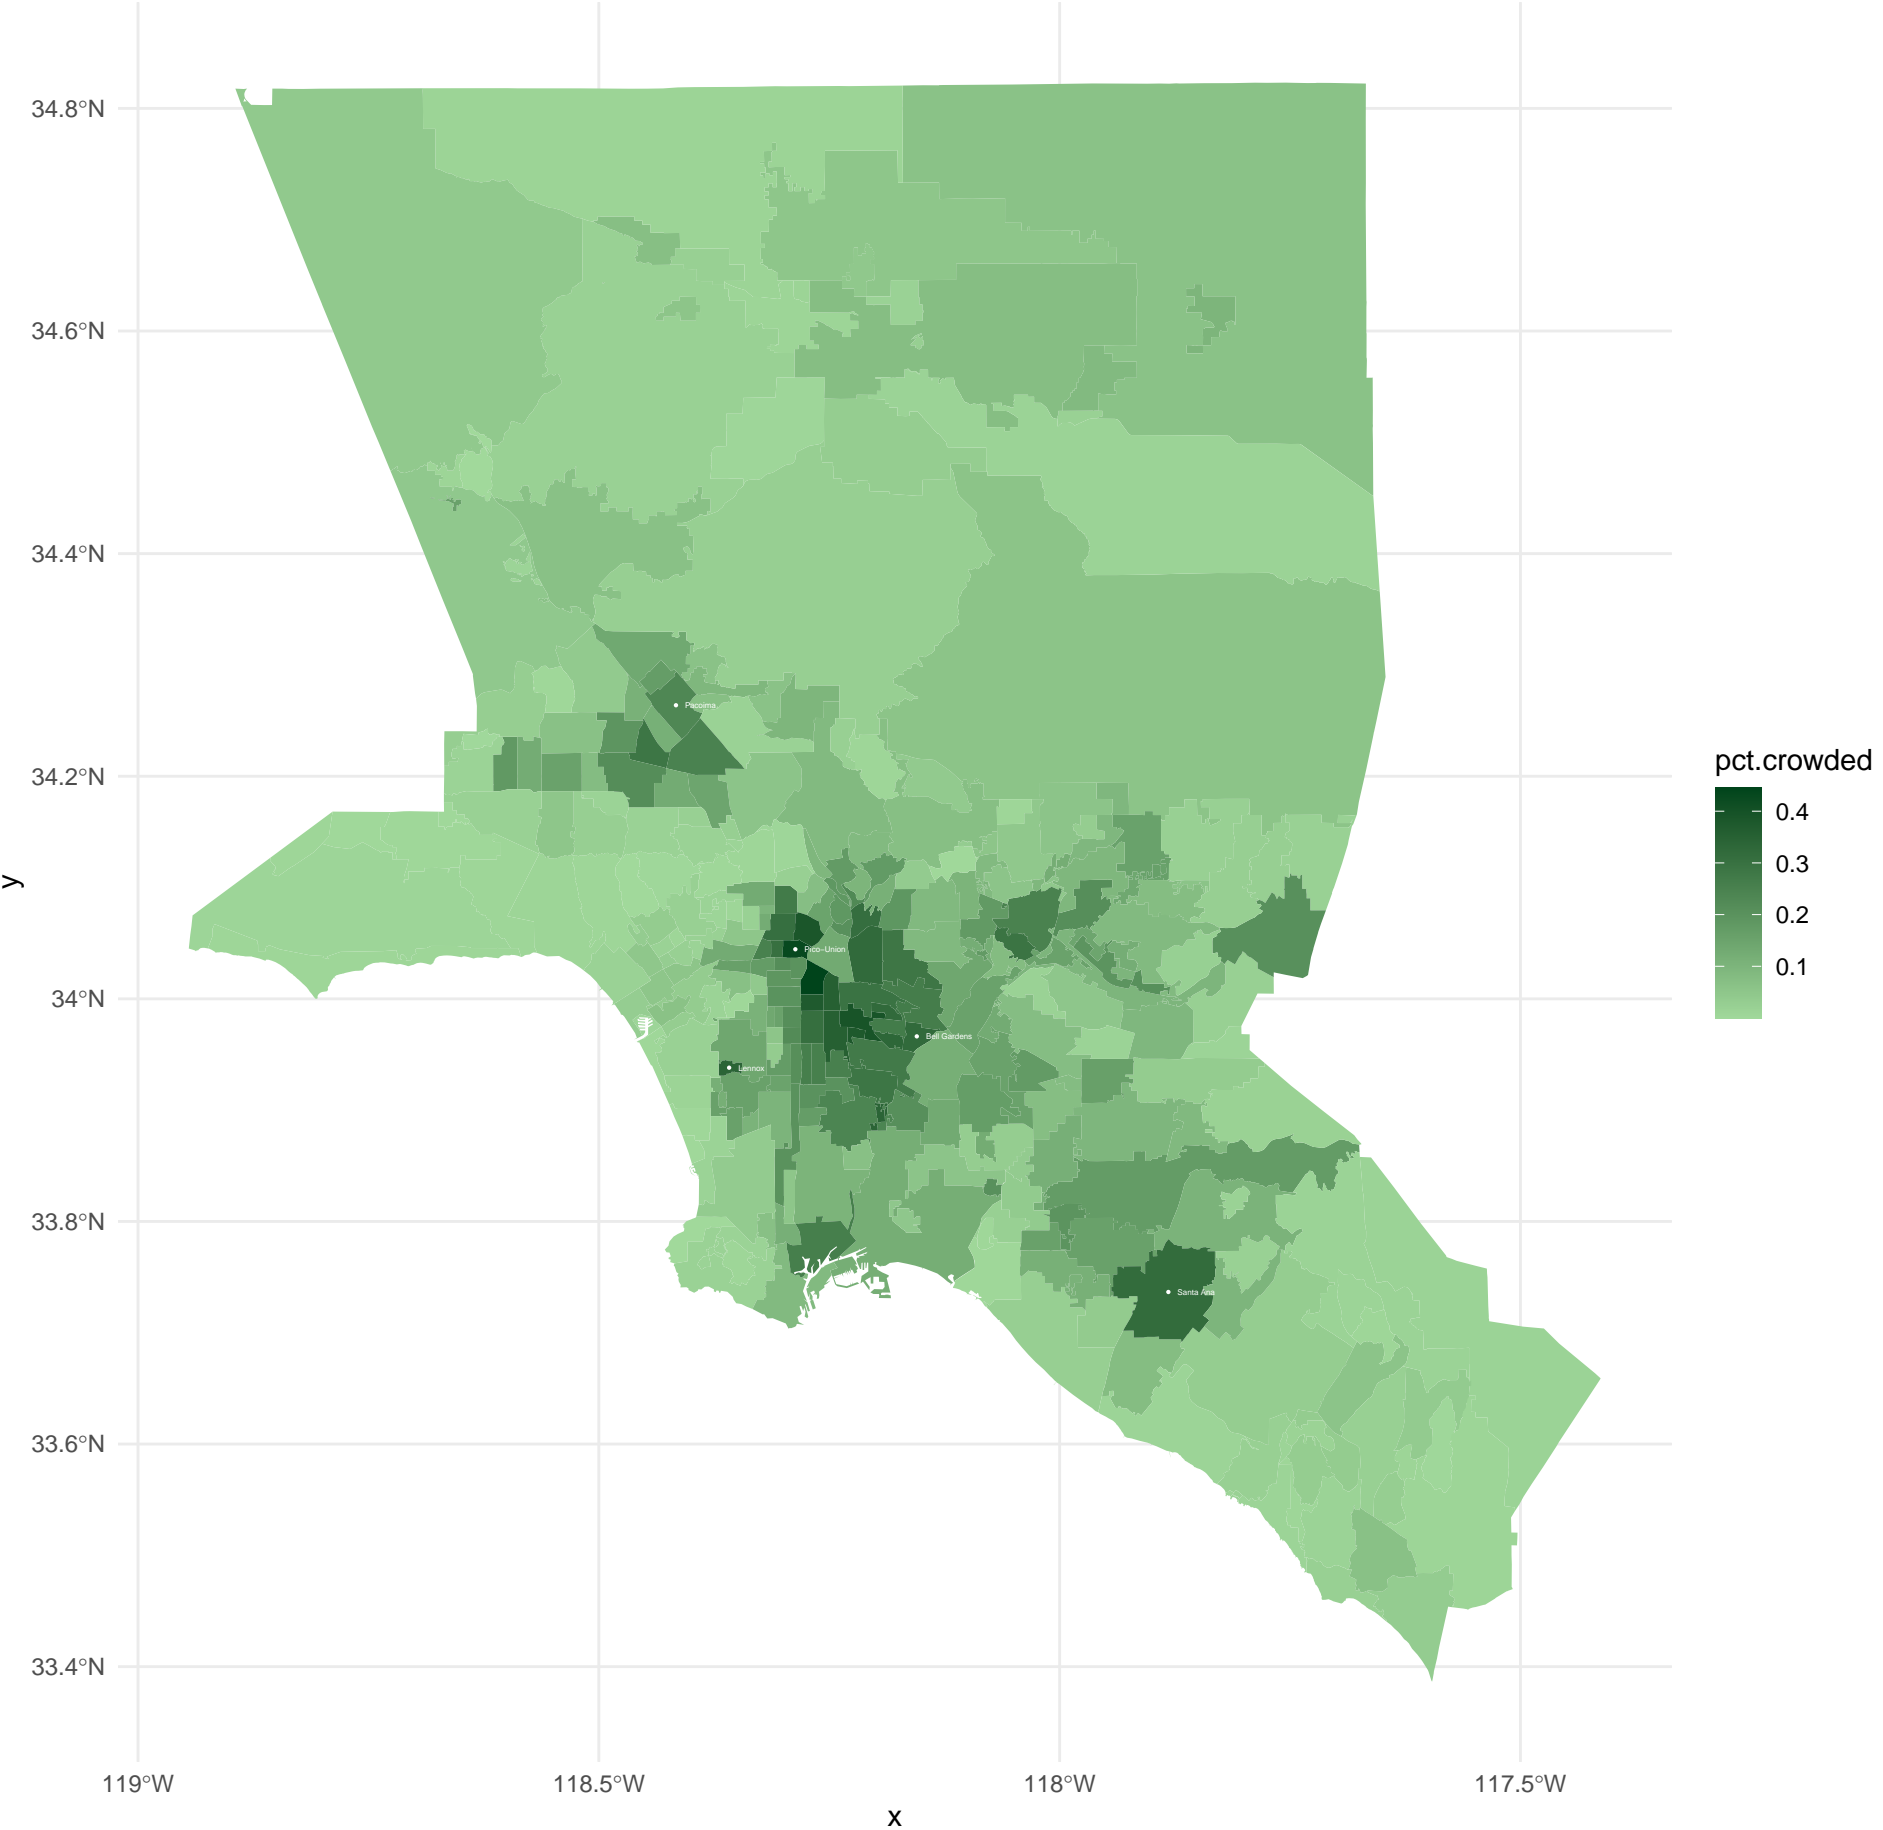 34.8°N
34.6°N
34.4°N
34.2°N
34°N
33.8°N
33.6°N
33.4°N
y
Pacoima
Pico-Union
Bell Gardens
Lennox
Santa Ana
pct.crowded
0.4
0.3
0.2
0.1
119°W
118.5°W
118°W
117.5°W
x